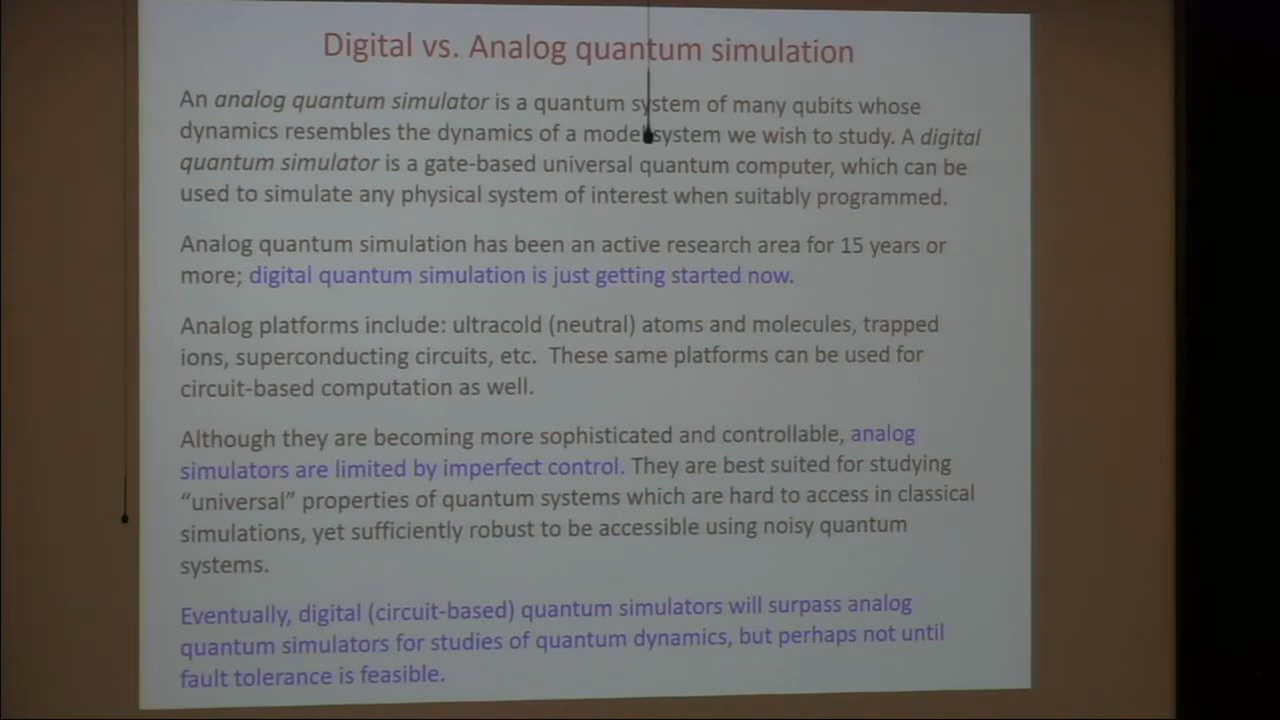 Digital vs. Analog quantum simulation
An analog quantum simulator is a quantum system of many qubits whose
dynamics resembles the dynamics of a model system we wish to study. A digital
quantum simulator is a gate-based universal quantum computer, which can be
used to simulate any physical system of interest when suitably programmed.
Analog quantum simulation has been an active research area for 15 years or
more; digital quantum simulation is just getting started now.
Analog platforms include: ultracold (neutral) atoms and molecules, trapped
ions, superconducting circuits, etc. These same platforms can be used for
circuit-based computation as well.
Although they are becoming more sophisticated and controllable, analog
simulators are limited by imperfect control. They are best suited for studying
“universal” properties of quantum systems which are hard to access in classical
simulations, yet sufficiently robust to be accessible using noisy quantum
systems.
Eventually, digital (circuit-based) quantum simulators will surpass analog
quantum simulators for studies of quantum dynamics, but perhaps not until
fault tolerance is feasible.